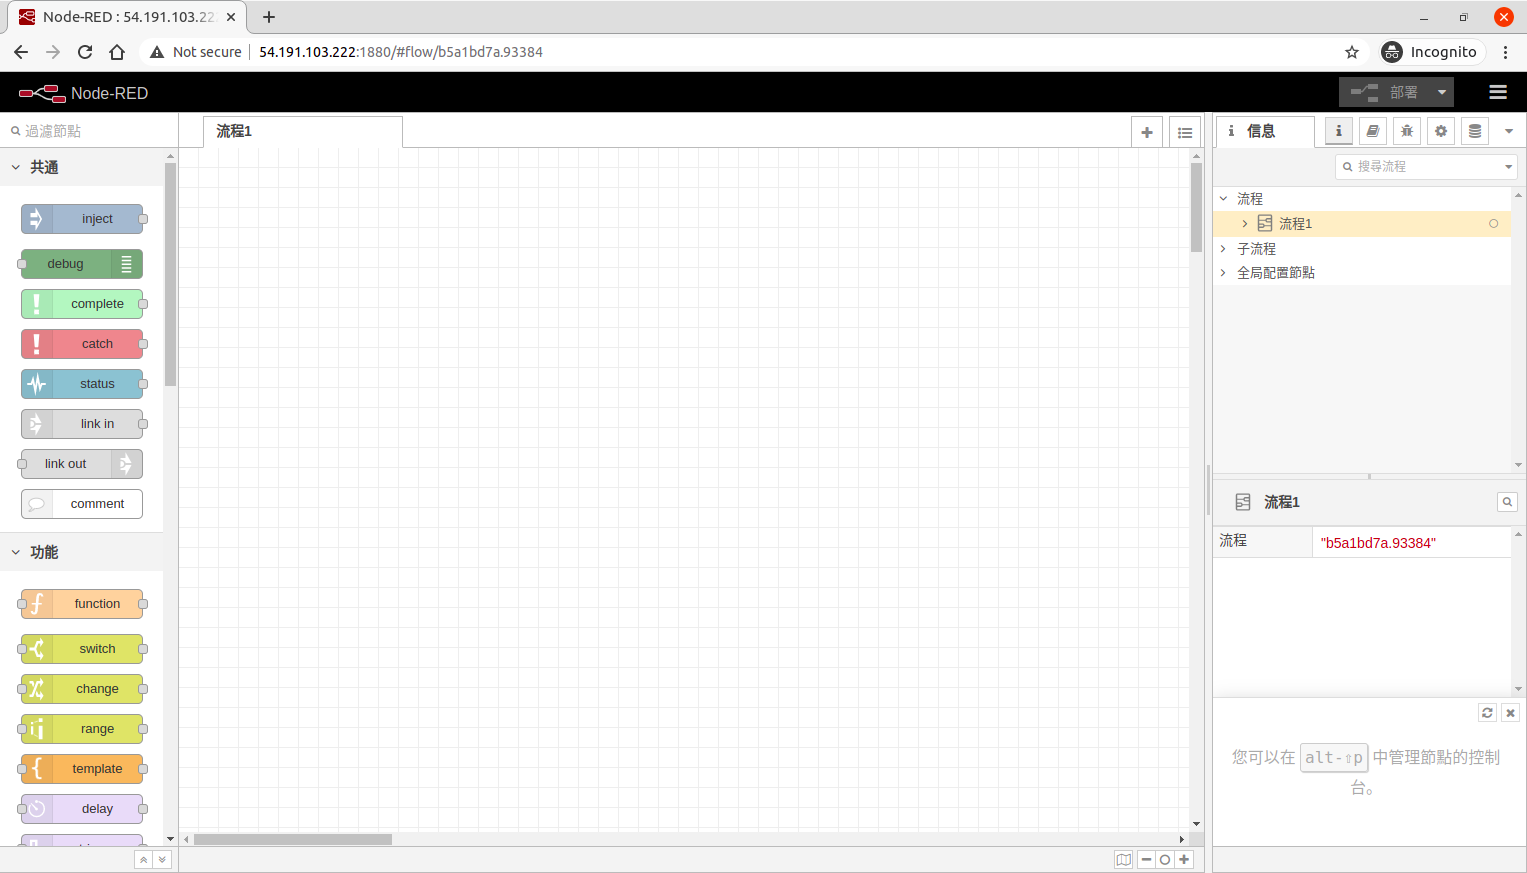 Node-RED : 54.191.103.222
Not secure
54.191.103.222:1880/#flow/b5a1bd7a.93384
Incognito
Node-RED
部署
過濾節點
共通
inject
debug
complete
catch
status
link in
link out
comment
功能
function
switch
change
range
template
delay
流程1
信息
搜尋流程
流程
流程1
子流程
全局配置節點
流程1
流程 "b5a1bd7a.93384"
您可以在 alt-⇧p 中管理節點的控制
台。